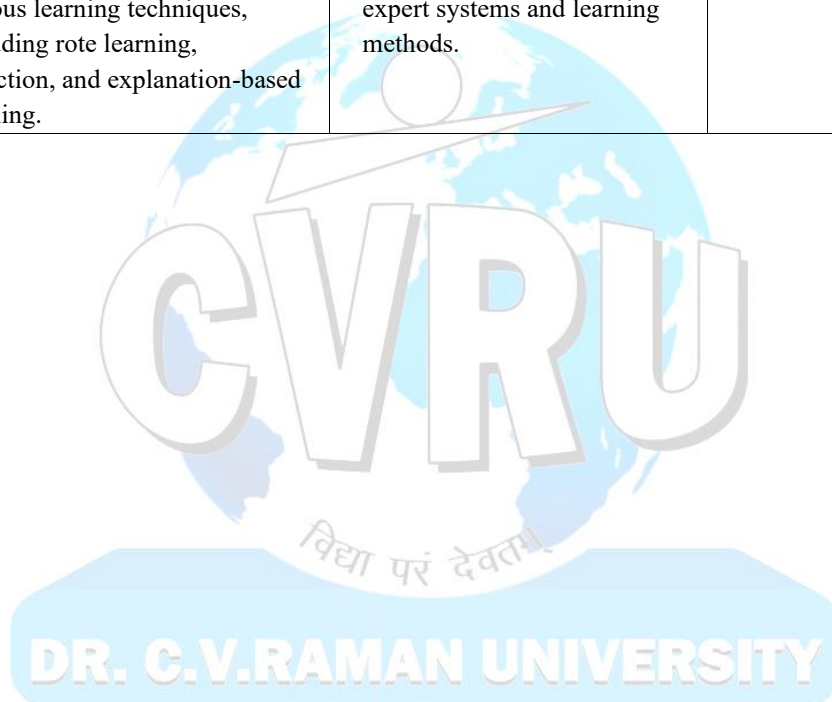 ous learning techniques,
ding rote learning,
ction, and explanation-based
ing.
expert systems and learning
methods.
CVRU
विद्या परं देवतम्
DR. C.V.RAMAN UNIVERSITY